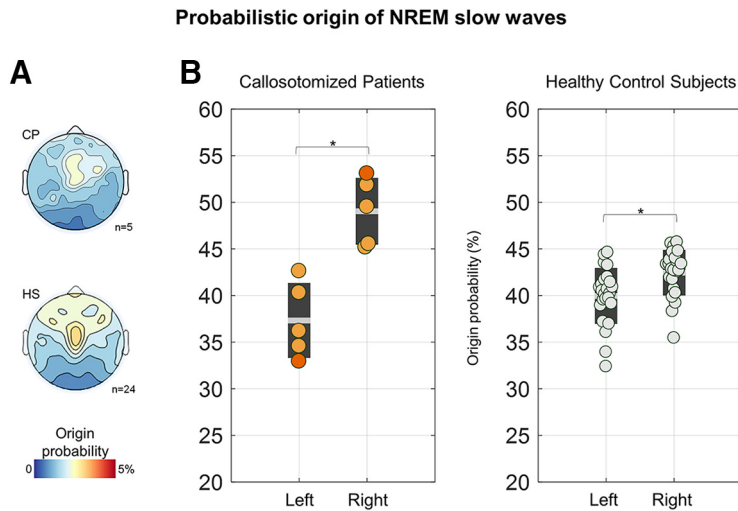 Probabilistic origin of NREM slow waves
A
B
CP
n=5
HS
n=24
Origin
probability
0
5%
Callosotomized Patients
60
55
50
45
40
35
30
25
20
*
Left
Right
Healthy Control Subjects
Origin probability (%)
60
55
50
45
40
35
30
25
20
*
Left
Right